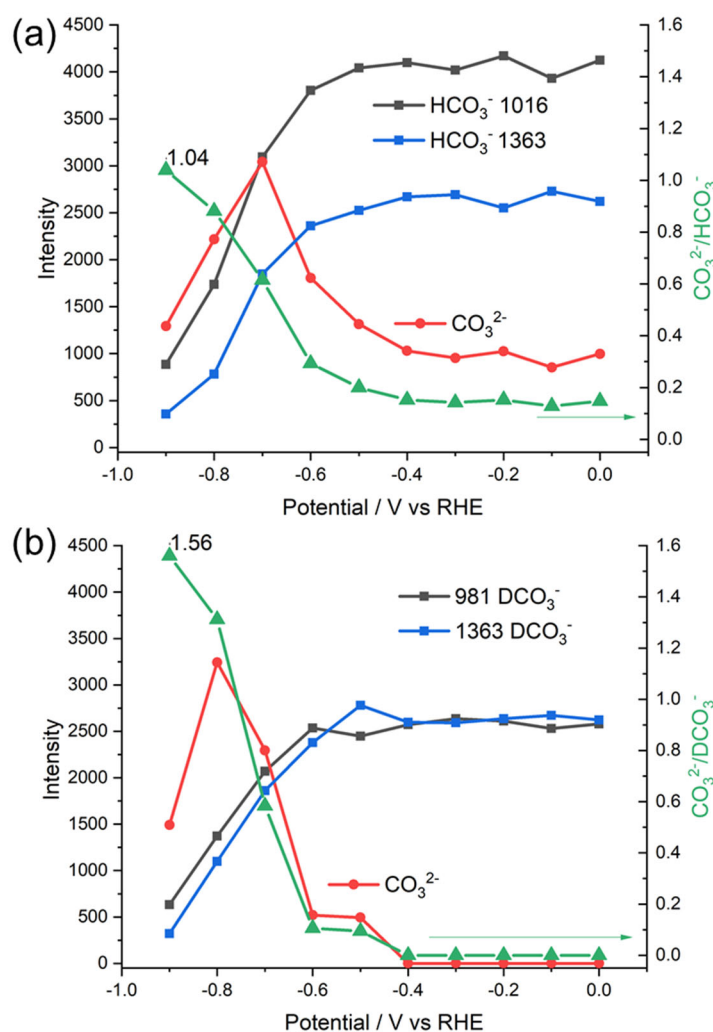 (a)
4500
4000
3500
3000
2500
2000
1500
1000
500
0
Intensity
1.04
HCO₃⁻ 1016
HCO₃⁻ 1363
CO₃²⁻
1.6
1.4
1.2
1.0
0.8
0.6
0.4
0.2
0.0
CO₃²⁻/HCO₃⁻
-1.0 -0.8 -0.6 -0.4 -0.2 0.0
Potential / V vs RHE
(b)
4500
4000
3500
3000
2500
2000
1500
1000
500
0
Intensity
1.56
981 DCO₃⁻
1363 DCO₃⁻
CO₃²⁻
1.6
1.4
1.2
1.0
0.8
0.6
0.4
0.2
0.0
CO₃²⁻/DCO₃⁻
-1.0 -0.8 -0.6 -0.4 -0.2 0.0
Potential / V vs RHE